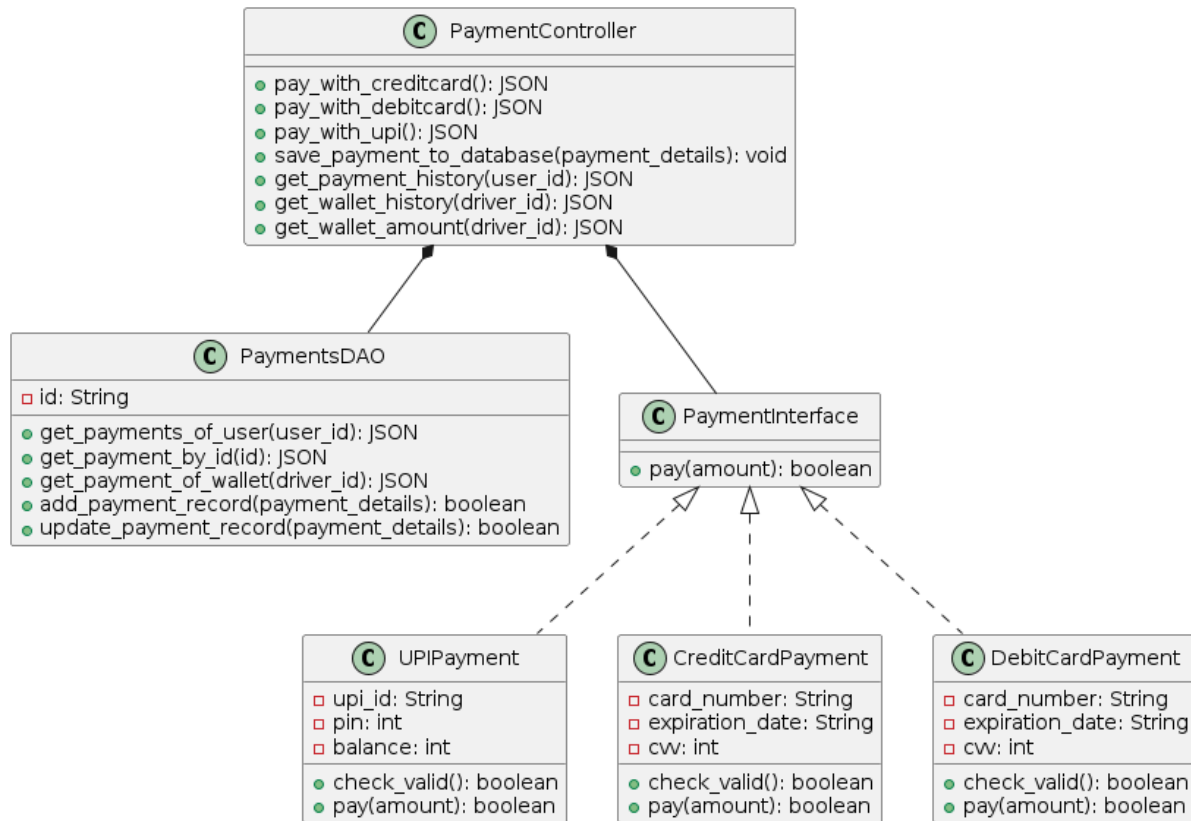 C PaymentController
pay_with_creditcard(): JSON
pay_with_debitcard(): JSON
pay_with_upi(): JSON
save_payment_to_database(payment_details): void
get_payment_history(user_id): JSON
get_wallet_history(driver_id): JSON
get_wallet_amount(driver_id): JSON
C PaymentsDAO
id: String
get_payments_of_user(user_id): JSON
get_payment_by_id(id): JSON
get_payment_of_wallet(driver_id): JSON
add_payment_record(payment_details): boolean
update_payment_record(payment_details): boolean
C PaymentInterface
pay(amount): boolean
C UPIPayment
upi_id: String
pin: int
balance: int
check_valid(): boolean
pay(amount): boolean
C CreditCardPayment
card_number: String
expiration_date: String
cvv: int
check_valid(): boolean
pay(amount): boolean
C DebitCardPayment
card_number: String
expiration_date: String
cvv: int
check_valid(): boolean
pay(amount): boolean